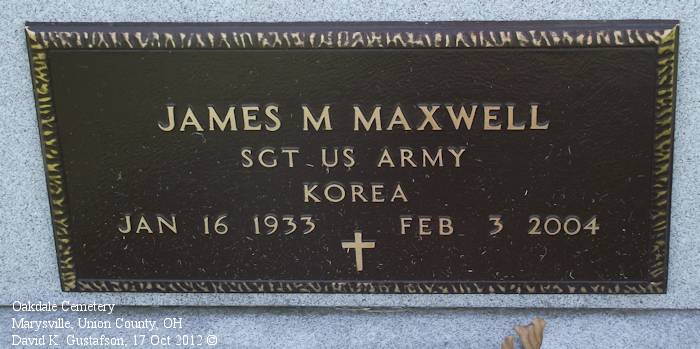 JAMES M MAXWELL
SGT US ARMY
KOREA
JAN 16 1933 FEB 3 2004
Oakdale Cemetery
Marysville, Union County, OH
David K. Gustafson, 17 Oct 2012 ©